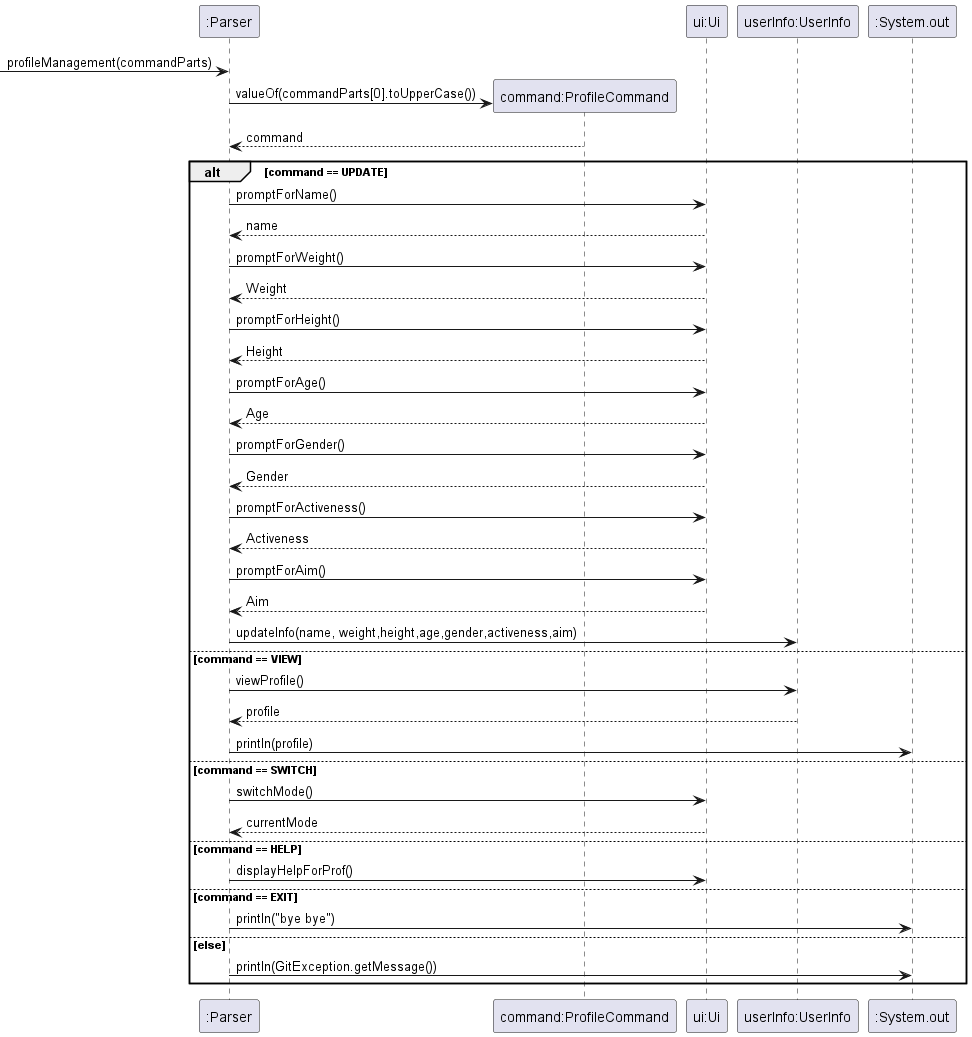 :Parser
ui:Ui
userInfo:UserInfo
:System.out
profileManagement(commandParts)
valueOf(commandParts[0].toUpperCase())
command:ProfileCommand
command
alt
[command == UPDATE]
promptForName()
name
promptForWeight()
Weight
promptForHeight()
Height
promptForAge()
Age
promptForGender()
Gender
promptForActiveness()
Activeness
promptForAim()
Aim
updateInfo(name, weight,height,age,gender,activeness,aim)
[command == VIEW]
viewProfile()
profile
println(profile)
[command == SWITCH]
switchMode()
currentMode
[command == HELP]
displayHelpForProf()
[command == EXIT]
println("bye bye")
[else]
println(GitException.getMessage())
:Parser
command:ProfileCommand
ui:Ui
userInfo:UserInfo
:System.out